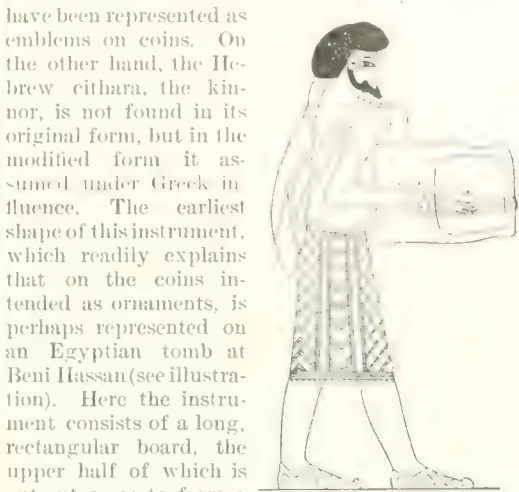 have been represented as
emblems on coins. On
the other hand, the He-
brew cithara, the kin-
nor, is not found in its
original form, but in the
modified form it as-
sumed under Greek in
fluence. The earliest
shape of this instrument,
which readily explains
that on the coins in-
tended as ornaments, is
perhaps represented on
an Egyptian tomb at
Beni Hassan (see illustra-
tion). Here the instru-
ment consists of a long,
rectangular board, the
upper half of which is